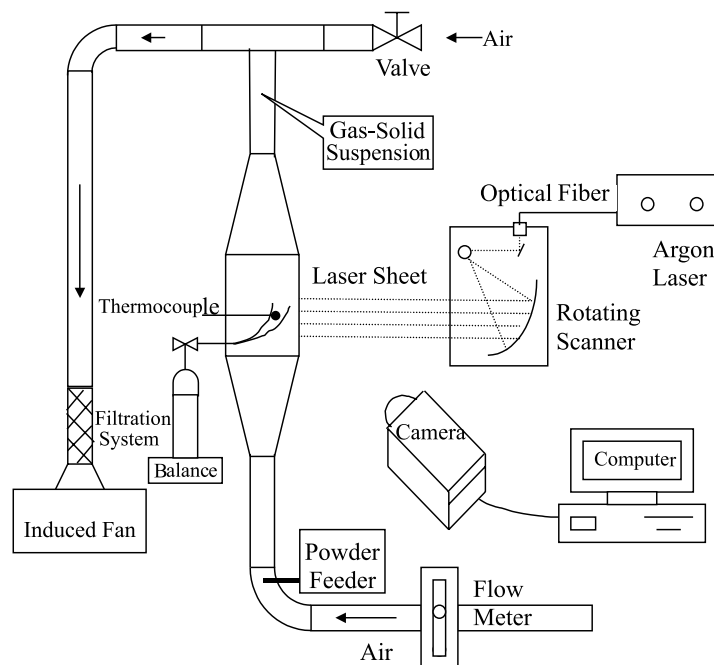 Air
Valve
Gas-Solid
Suspension
Optical Fiber
Argon
Laser
Laser Sheet
Rotating
Scanner
Thermocouple
Filtration
System
Balance
Camera
Computer
Induced Fan
Powder
Feeder
Flow
Meter
Air